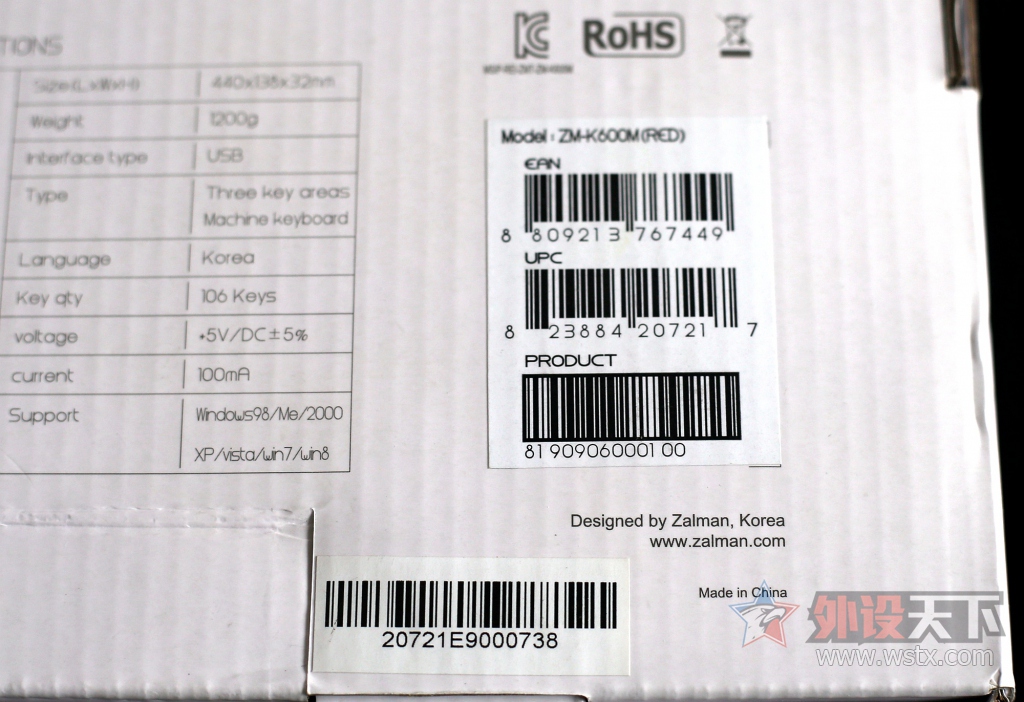 TIONS
Size(LxWxH) 440x138x32mm
Weight 1200g
Interface type USB
Type Three key areas
Machine keyboard
Language Korea
Key qty 106 Keys
voltage +5V/DC±5%
current 100mA
Support Windows98/Me/2000
XP/vista/win7/win8
RoHS
Model : ZM-K600M(RED)
EAN
8 809213 767449
UPC
8 23884 20721 7
PRODUCT
8190906000100
Designed by Zalman, Korea
www.zalman.com
Made in China
20721E9000738
外设天下
www.wstx.com